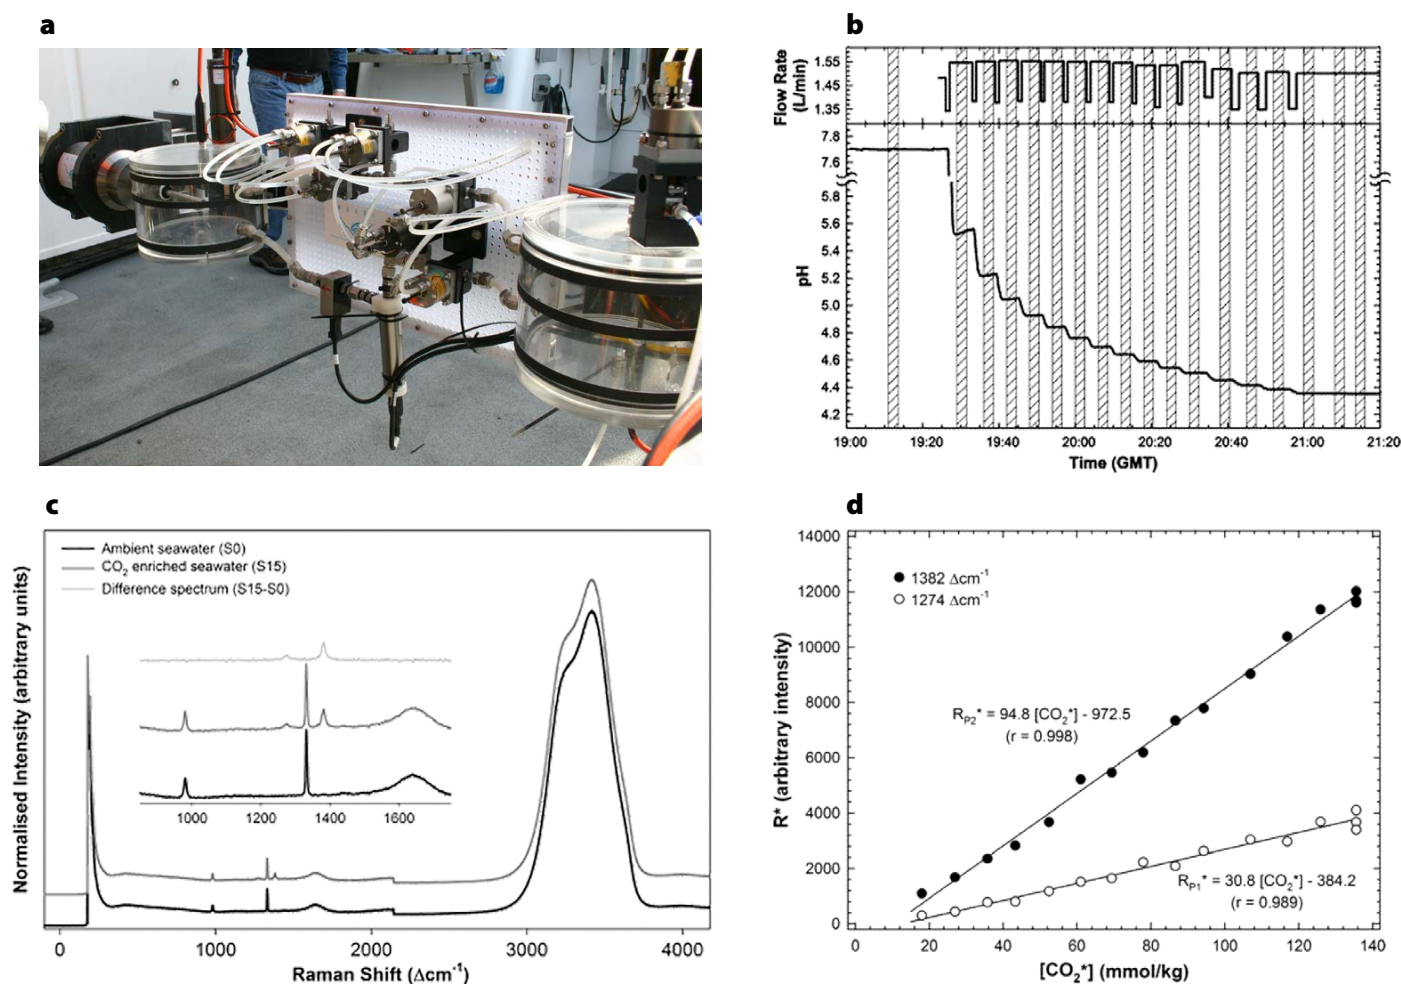 a
b
Flow Rate
(L/min)
1.55
1.45
1.35
7.8
7.6
5.8
5.6
5.4
5.2
5.0
4.8
4.6
4.4
4.2
pH
19:00
19:20
19:40
20:00
20:20
20:40
21:00
21:20
Time (GMT)
c
Ambient seawater (S0)
CO2 enriched seawater (S15)
Difference spectrum (S15-S0)
Normalised Intensity (arbitrary units)
1000
1200
1400
1600
0
1000
2000
3000
4000
Raman Shift (Δcm-1)
d
14000
12000
10000
8000
6000
4000
2000
0
R* (arbitrary intensity)
1382 Δcm-1
1274 Δcm-1
RP2* = 94.8 [CO2*] - 972.5
(r = 0.998)
RP1* = 30.8 [CO2*] - 384.2
(r = 0.989)
0
20
40
60
80
100
120
140
[CO2*] (mmol/kg)